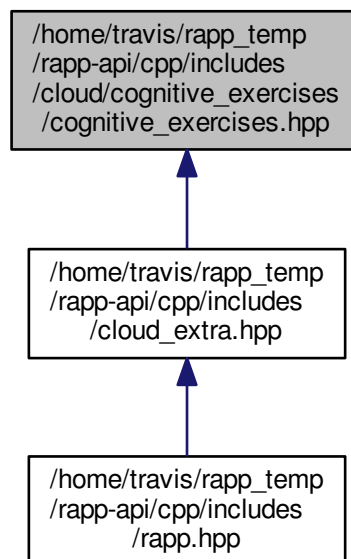 /home/travis/rapp_temp
/rapp-api/cpp/includes
/cloud/cognitive_exercises
/cognitive_exercises.hpp
/home/travis/rapp_temp
/rapp-api/cpp/includes
/cloud_extra.hpp
/home/travis/rapp_temp
/rapp-api/cpp/includes
/rapp.hpp